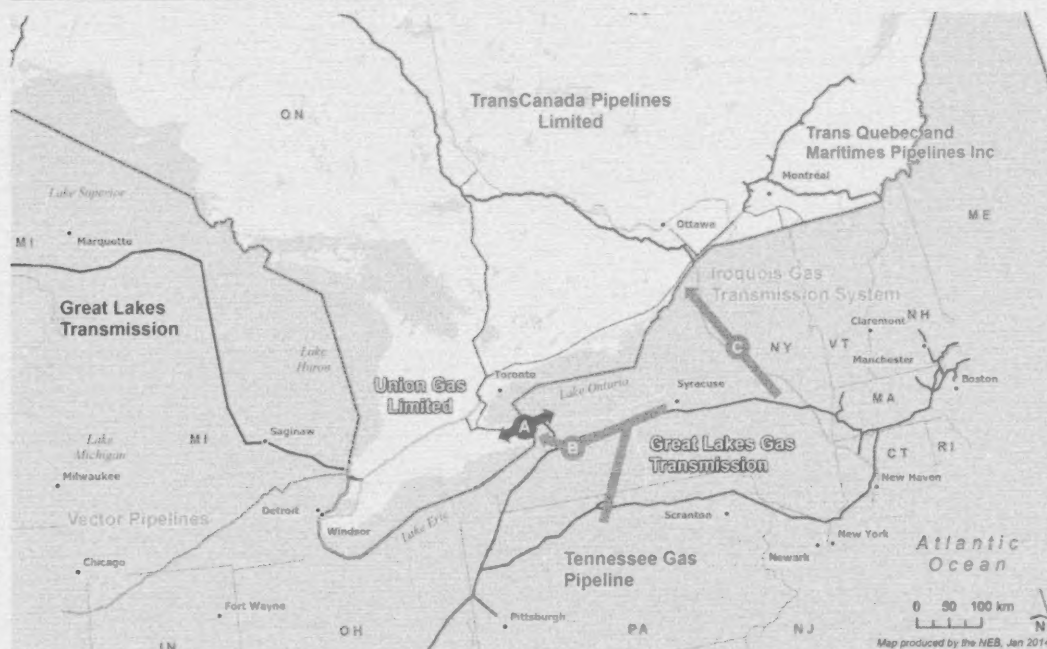 ON
TransCanada Pipelines
Limited
Trans Quebec and
Maritimes Pipelines Inc
Montréal
Lake Superior
Ottawa
ME
MI
Marquette
Iroquois Gas
Transmission System
Great Lakes
Transmission
Claremont
NH
C
NY
VT
Manchester
Lake
Huron
Union Gas
Limited
Toronto
Lake Ontario
Syracuse
Boston
MA
A
Saginaw
B
Great Lakes Gas
Transmission
CT
RI
Lake
Michigan
MI
Milwaukee
New Haven
Vector Pipelines
Detroit
Windsor
Lake Erie
Scranton
New York
Newark
Atlantic
Ocean
Chicago
Tennessee Gas
Pipeline
Fort Wayne
Pittsburgh
0 50 100 km
IN
OH
PA
NJ
N
Map produced by the NEB, Jan 2014